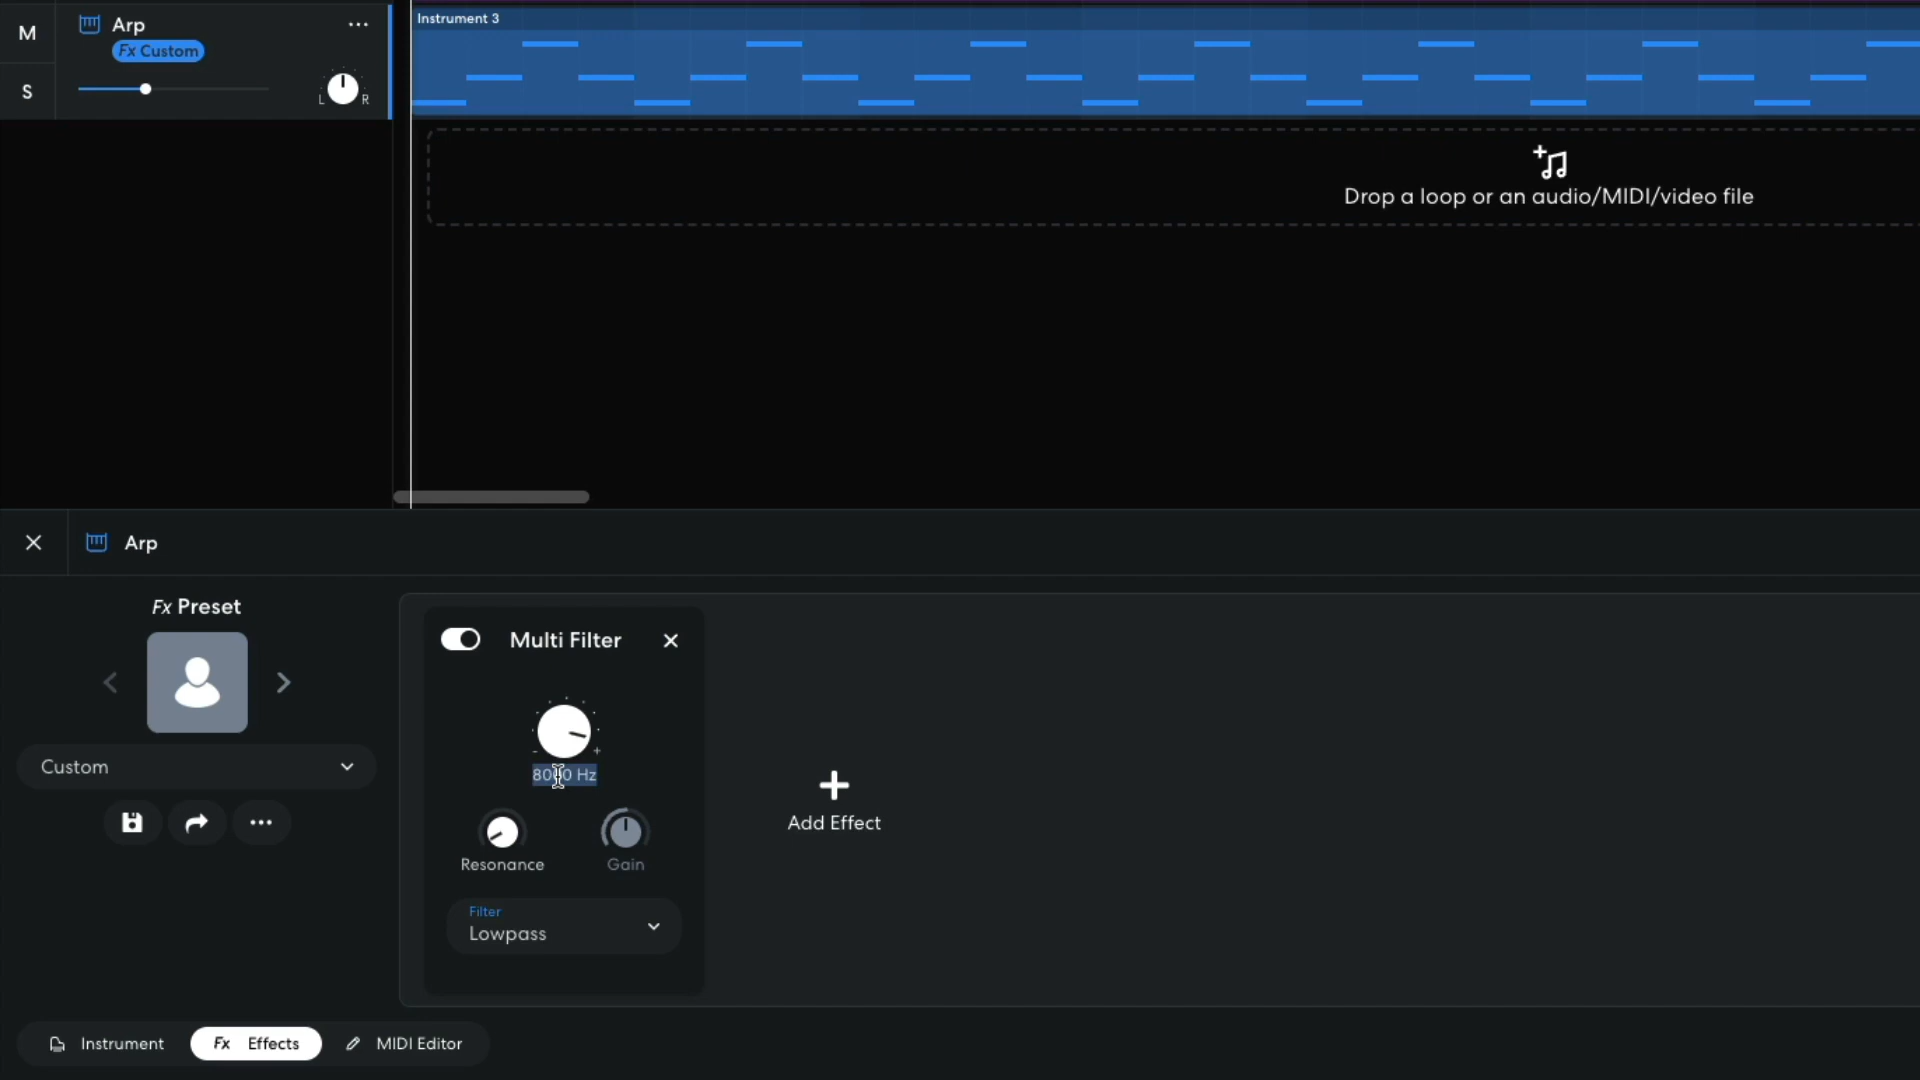 M
Arp
Fx Custom
S
L
R
Instrument 3
Drop a loop or an audio/MIDI/video file
Arp
Fx Preset
Custom
Multi Filter
- +
8000 Hz
Resonance
Gain
Filter
Lowpass
Add Effect
Instrument
Fx Effects
MIDI Editor